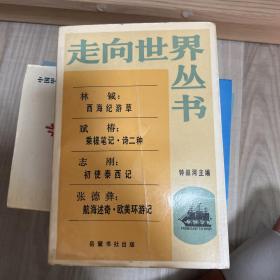 走向世界
丛书
林 鍼：
西海纪游草
斌 椿：
乘槎笔记·诗二种
志 刚：
初使泰西记
张德彝：
航海述奇·欧美环游记
钟叔河主编
岳麓书社出版
中国